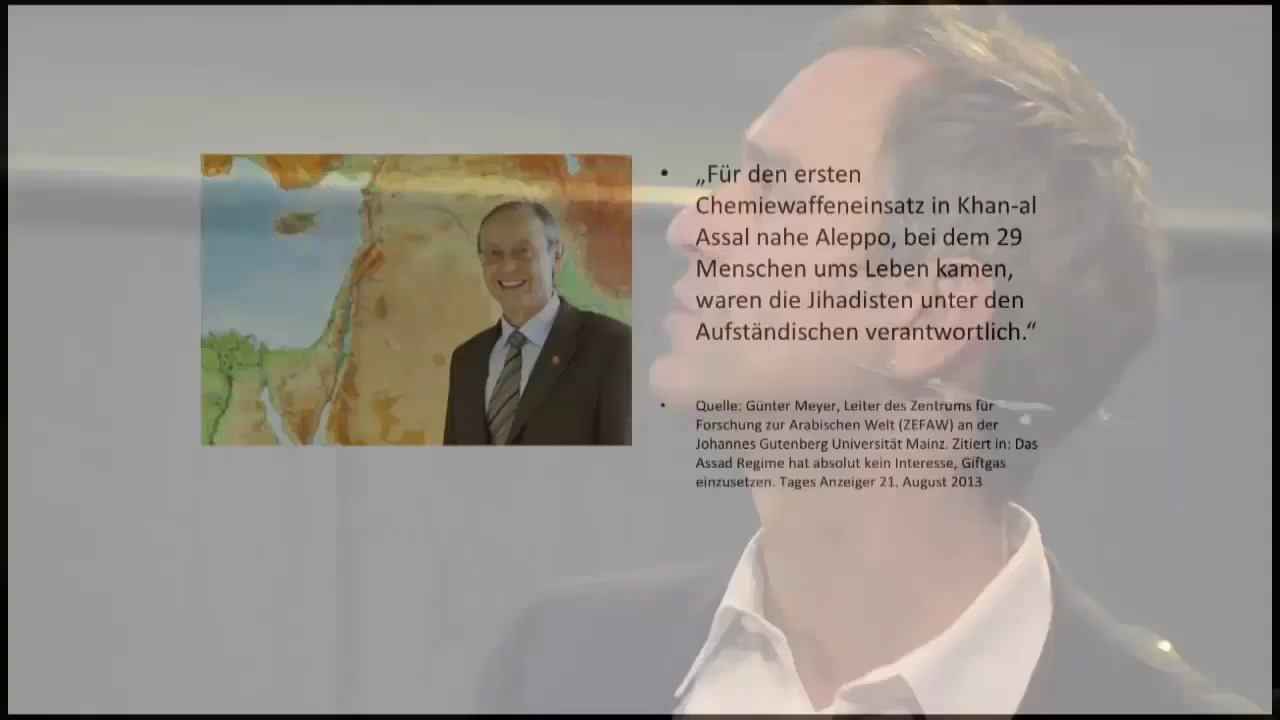 • „Für den ersten
Chemiewaffeneinsatz in Khan-al
Assal nahe Aleppo, bei dem 29
Menschen ums Leben kamen,
waren die Jihadisten unter den
Aufständischen verantwortlich.“
• Quelle: Günter Meyer, Leiter des Zentrums für
Forschung zur Arabischen Welt (ZEFAW) an der
Johannes Gutenberg Universität Mainz. Zitiert in: Das
Assad Regime hat absolut kein Interesse, Giftgas
einzusetzen. Tages Anzeiger 21. August 2013